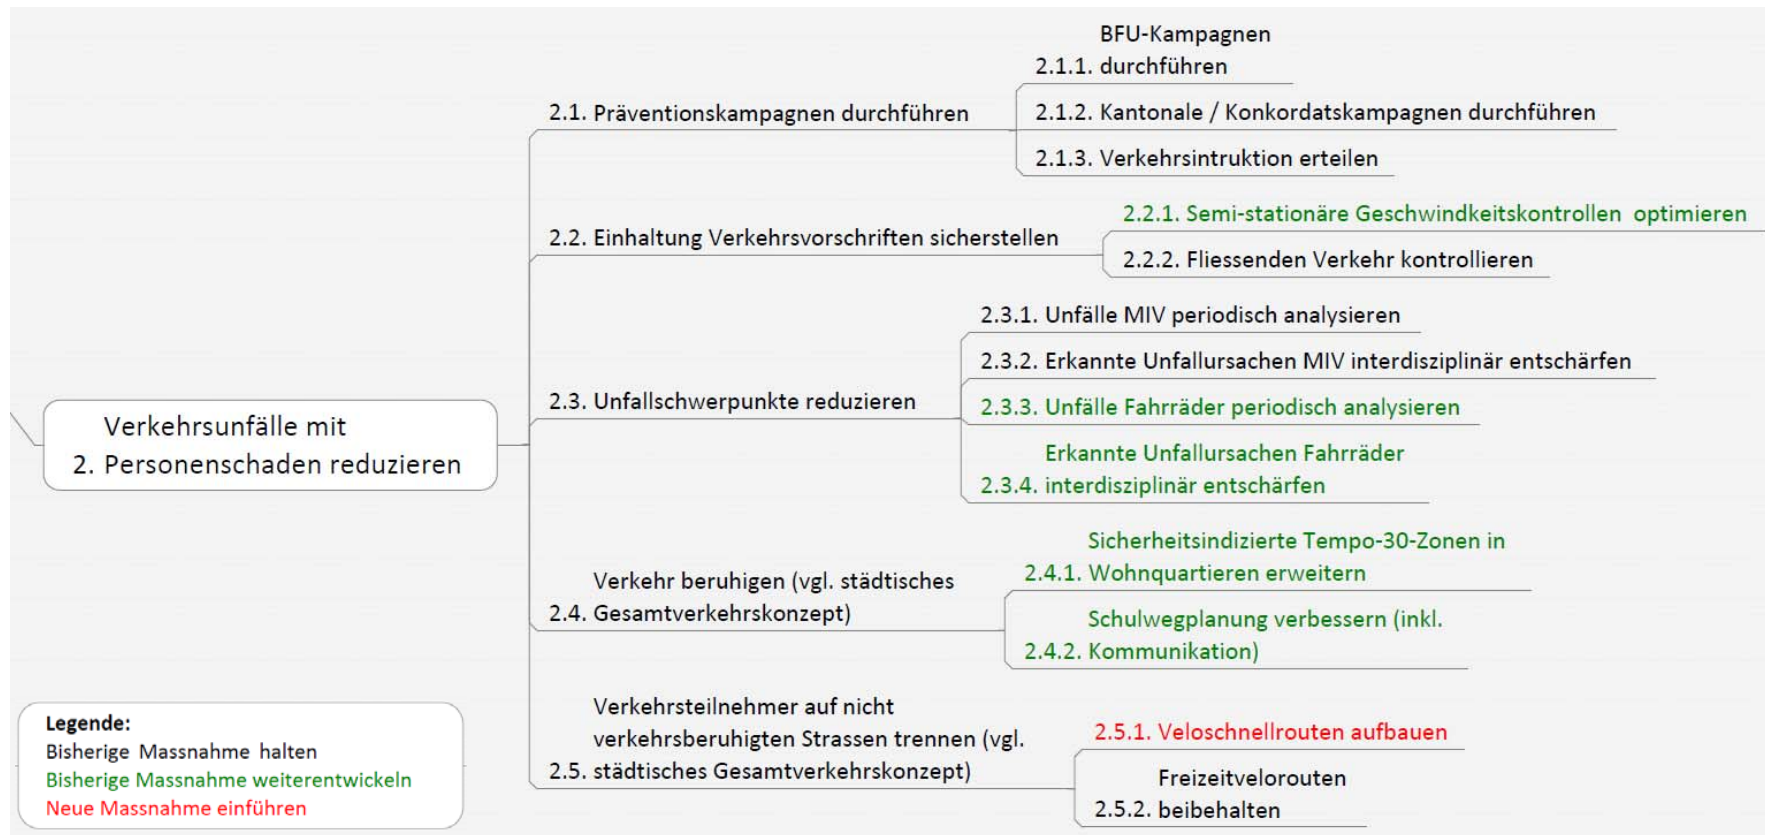 BFU-Kampagnen
2.1.1. durchführen
2.1. Präventionskampagnen durchführen
2.1.2. Kantonale / Konkordatskampagnen durchführen
2.1.3. Verkehrsintruktion erteilen
2.2. Einhaltung Verkehrsvorschriften sicherstellen
2.2.1. Semi-stationäre Geschwindkeitskontrollen optimieren
2.2.2. Fliessenden Verkehr kontrollieren
2.3.1. Unfälle MIV periodisch analysieren
2.3.2. Erkannte Unfallursachen MIV interdisziplinär entschärfen
2.3. Unfallschwerpunkte reduzieren
2.3.3. Unfälle Fahrräder periodisch analysieren
Erkannte Unfallursachen Fahrräder
2.3.4. interdisziplinär entschärfen
Verkehrsunfälle mit
2. Personenschaden reduzieren
Verkehr beruhigen (vgl. städtisches
2.4. Gesamtverkehrskonzept)
Sicherheitsindizierte Tempo-30-Zonen in
2.4.1. Wohnquartieren erweitern
Schulwegplanung verbessern (inkl.
2.4.2. Kommunikation)
Verkehrsteilnehmer auf nicht
verkehrsberuhigten Strassen trennen (vgl.
2.5. städtisches Gesamtverkehrskonzept)
2.5.1. Veloschnellrouten aufbauen
Freizeitvelorouten
2.5.2. beibehalten
Legende:
Bisherige Massnahme halten
Bisherige Massnahme weiterentwickeln
Neue Massnahme einführen